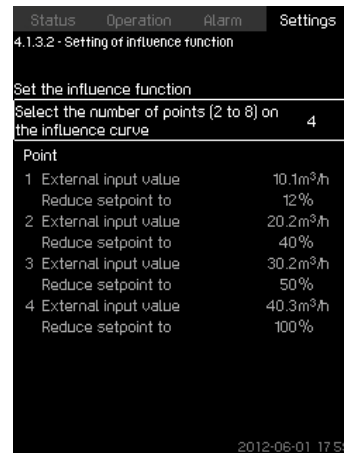 Status Operation Alarm Settings
4.1.3.2 - Setting of influence function
Set the influence function
Select the number of points (2 to 8) on
the influence curve 4
Point
1 External input value 10.1m³/h
Reduce setpoint to 12%
2 External input value 20.2m³/h
Reduce setpoint to 40%
3 External input value 30.2m³/h
Reduce setpoint to 50%
4 External input value 40.3m³/h
Reduce setpoint to 100%
2012-06-01 17:5